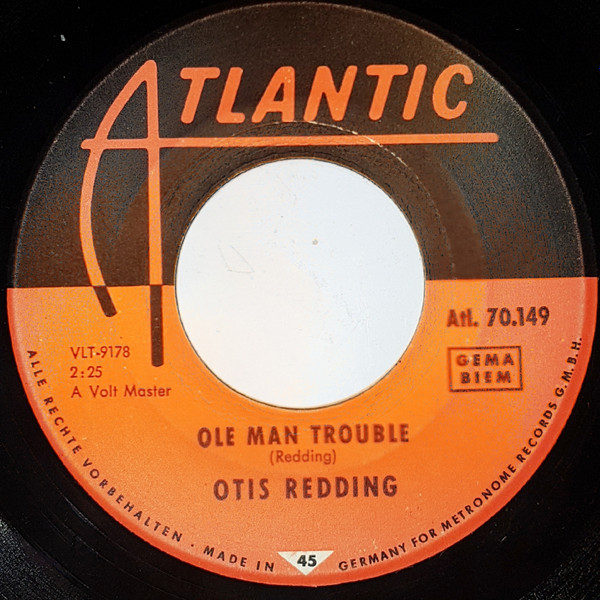 ATLANTIC
VLT-9178
2:25
A Volt Master
Atl. 70.149
GEMA
BIEM
OLE MAN TROUBLE
(Redding)
OTIS REDDING
ALLE RECHTE VORBEHALTEN · MADE IN 45 GERMANY FOR METRONOME RECORDS G.M.B.H.